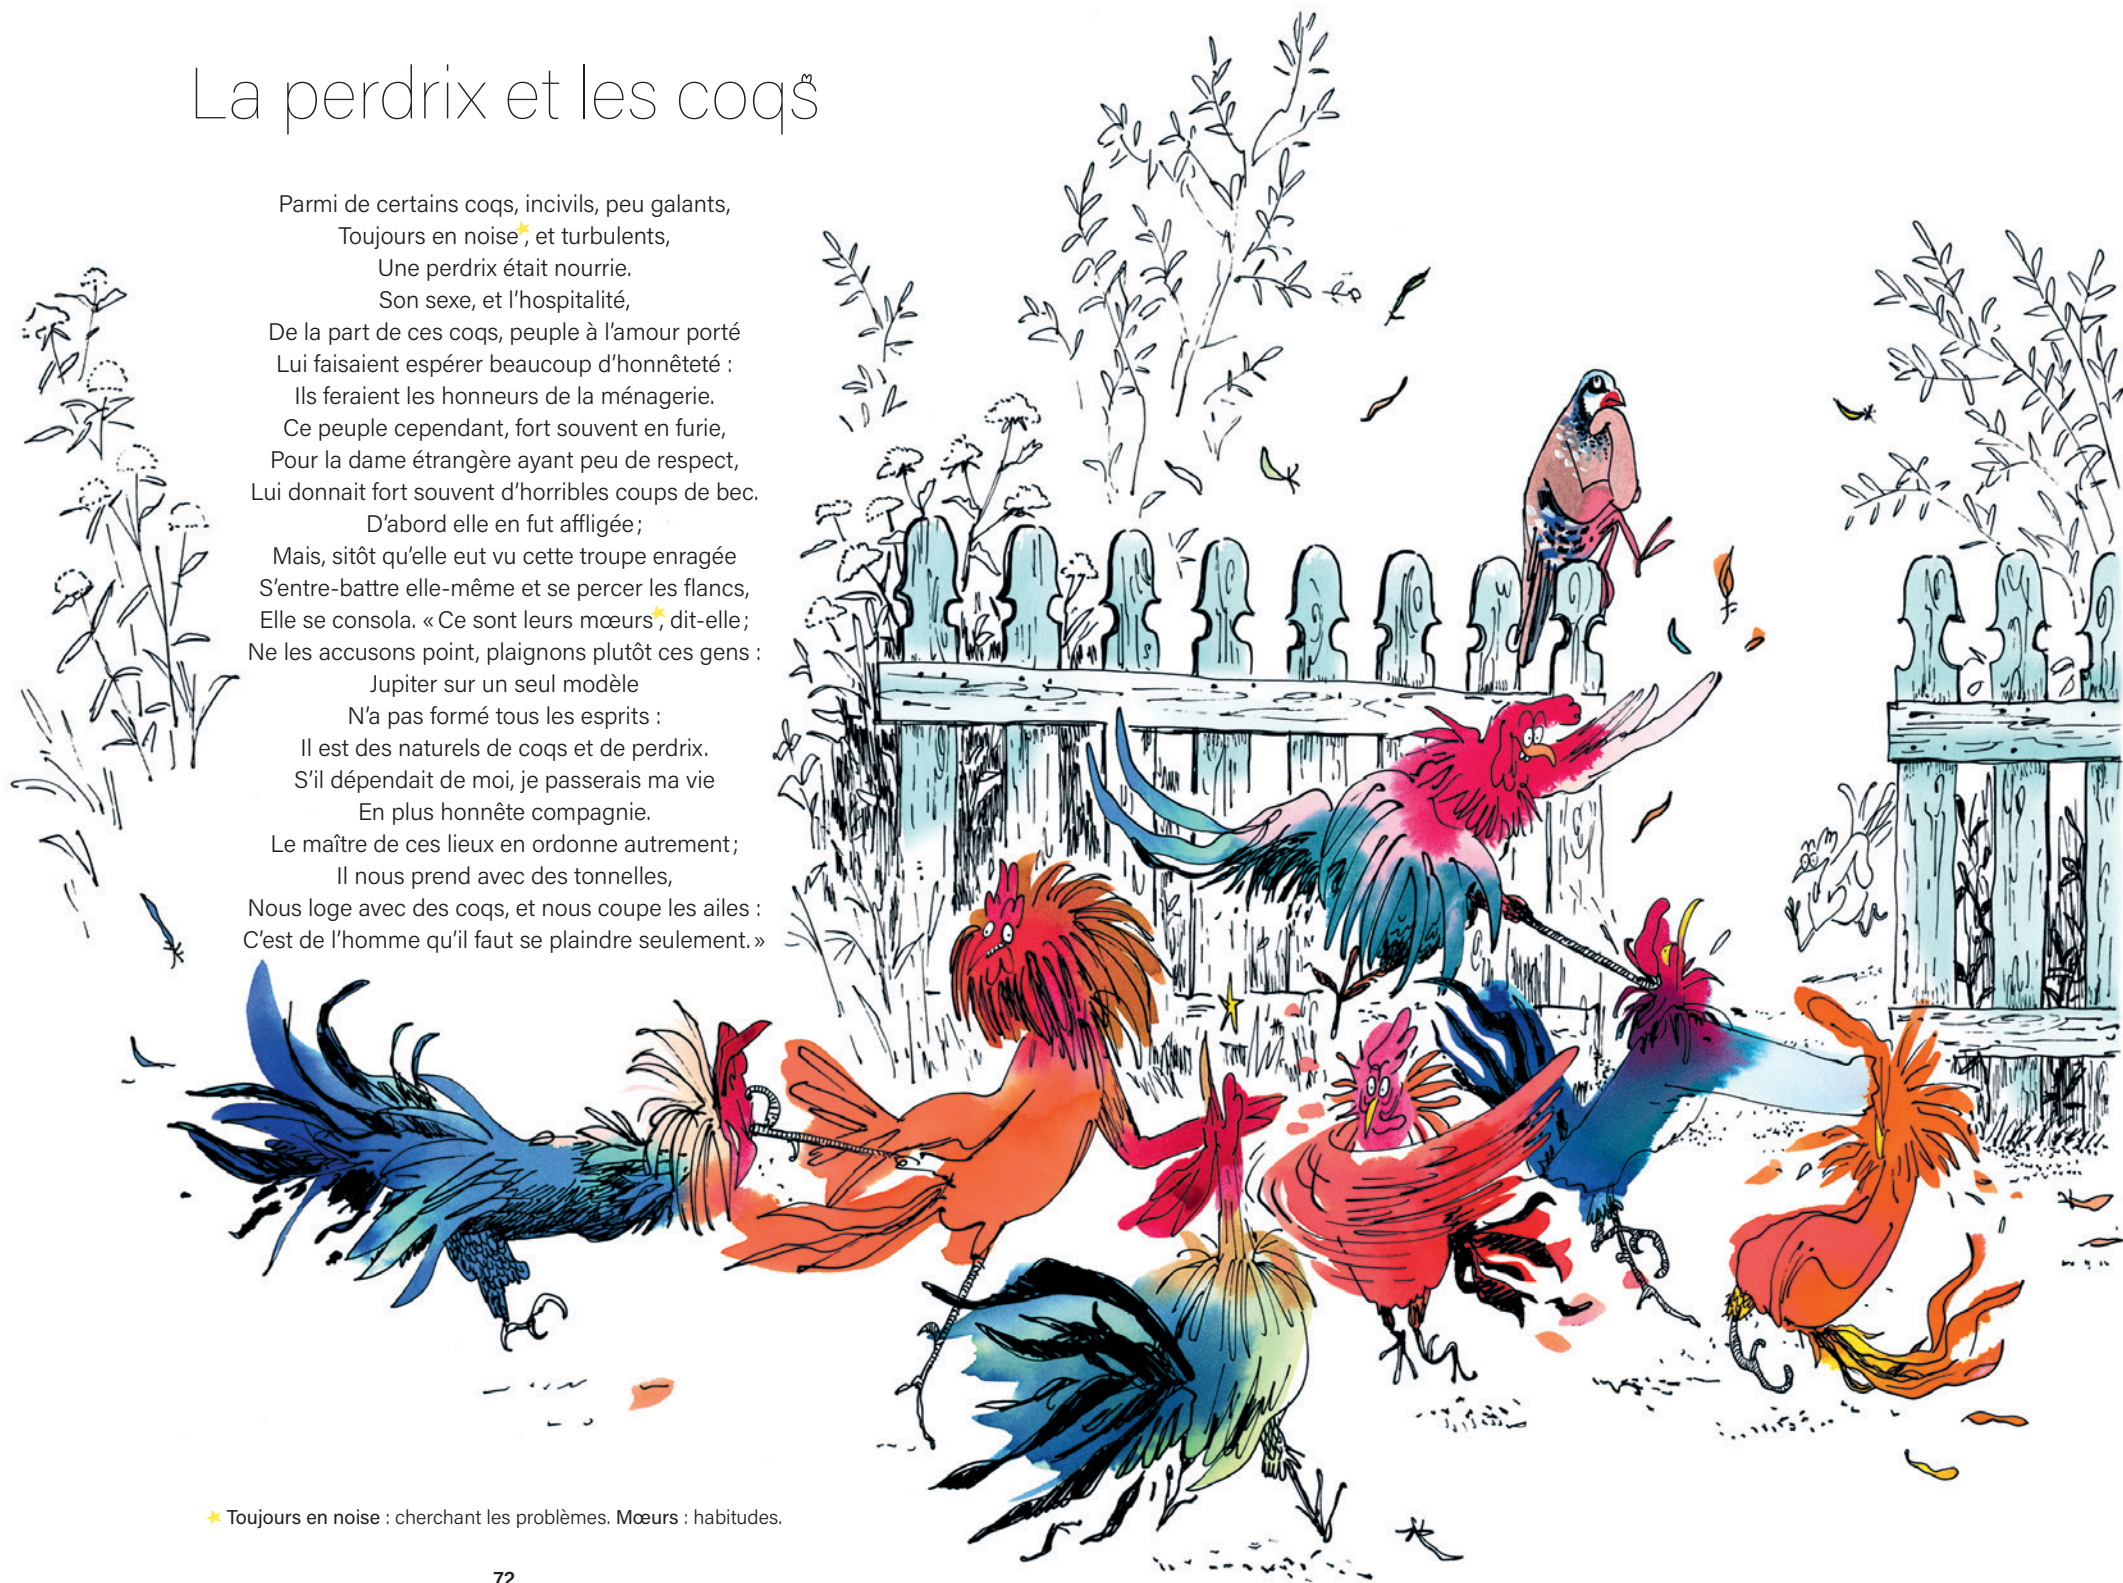 La perdrix et les coqs
Parmi de certains coqs, incivils, peu galants,
Toujours en noise★, et turbulents,
Une perdrix était nourrie.
Son sexe, et l’hospitalité,
De la part de ces coqs, peuple à l’amour porté
Lui faisaient espérer beaucoup d’honnêteté :
Ils feraient les honneurs de la ménagerie.
Ce peuple cependant, fort souvent en furie,
Pour la dame étrangère ayant peu de respect,
Lui donnait fort souvent d’horribles coups de bec.
D’abord elle en fut affligée ;
Mais, sitôt qu’elle eut vu cette troupe enragée
S’entre-battre elle-même et se percer les flancs,
Elle se consola. « Ce sont leurs mœurs★, dit-elle ;
Ne les accusons point, plaignons plutôt ces gens :
Jupiter sur un seul modèle
N’a pas formé tous les esprits :
Il est des naturels de coqs et de perdrix.
S’il dépendait de moi, je passerais ma vie
En plus honnête compagnie.
Le maître de ces lieux en ordonne autrement ;
Il nous prend avec des tonnelles,
Nous loge avec des coqs, et nous coupe les ailes :
C’est de l’homme qu’il faut se plaindre seulement. »
★ Toujours en noise : cherchant les problèmes. Mœurs : habitudes.
72